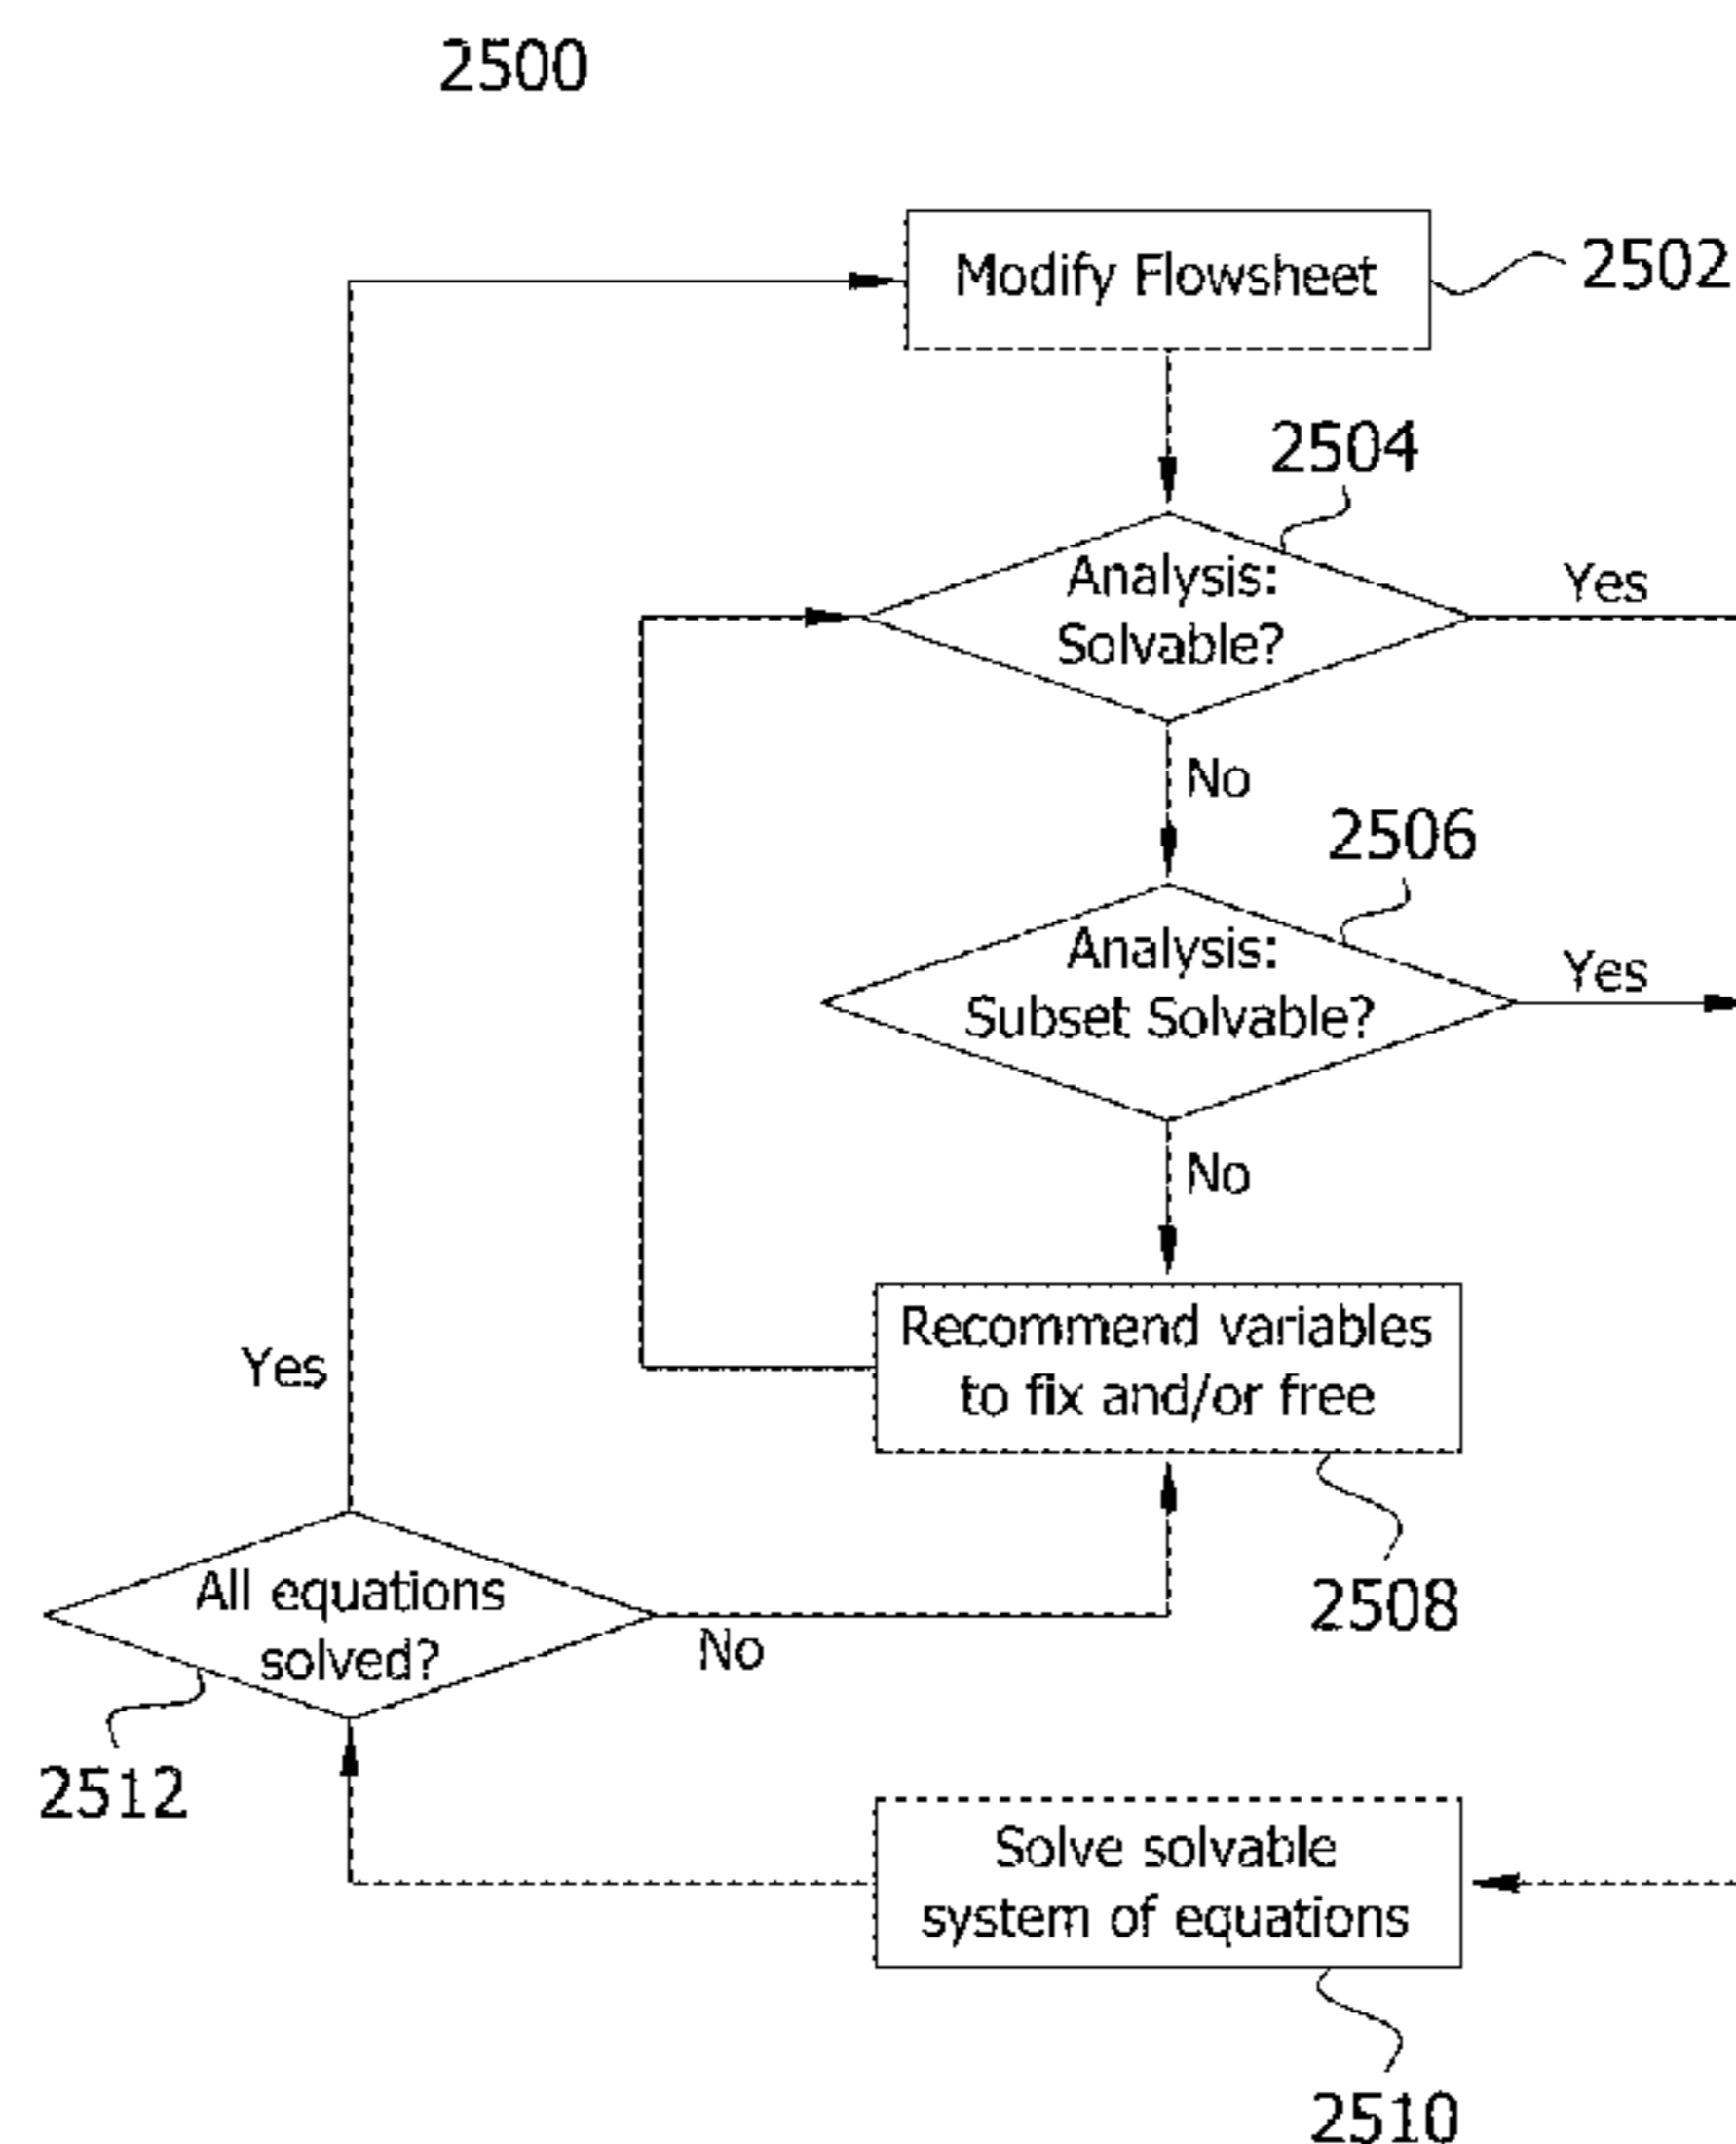 2500
Modify Flowsheet
2502
2504
Analysis:
Solvable?
Yes
No
2506
Analysis:
Subset Solvable?
Yes
No
Recommend variables
to fix and/or free
Yes
2508
All equations
solved?
No
2512
Solve solvable
system of equations
2510